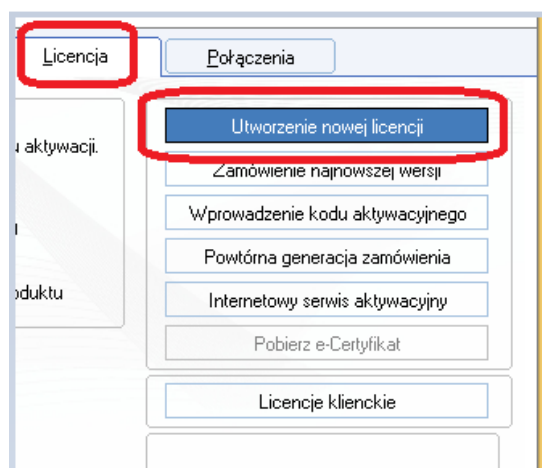 Licencja
Połączenia
aktywacji.
Utworzenie nowej licencji
Zamówienie najnowszej wersji
Wprowadzenie kodu aktywacyjnego
Powtórna generacja zamówienia
Internetowy serwis aktywacyjny
Pobierz e-Certyfikat
Licencje klienckie